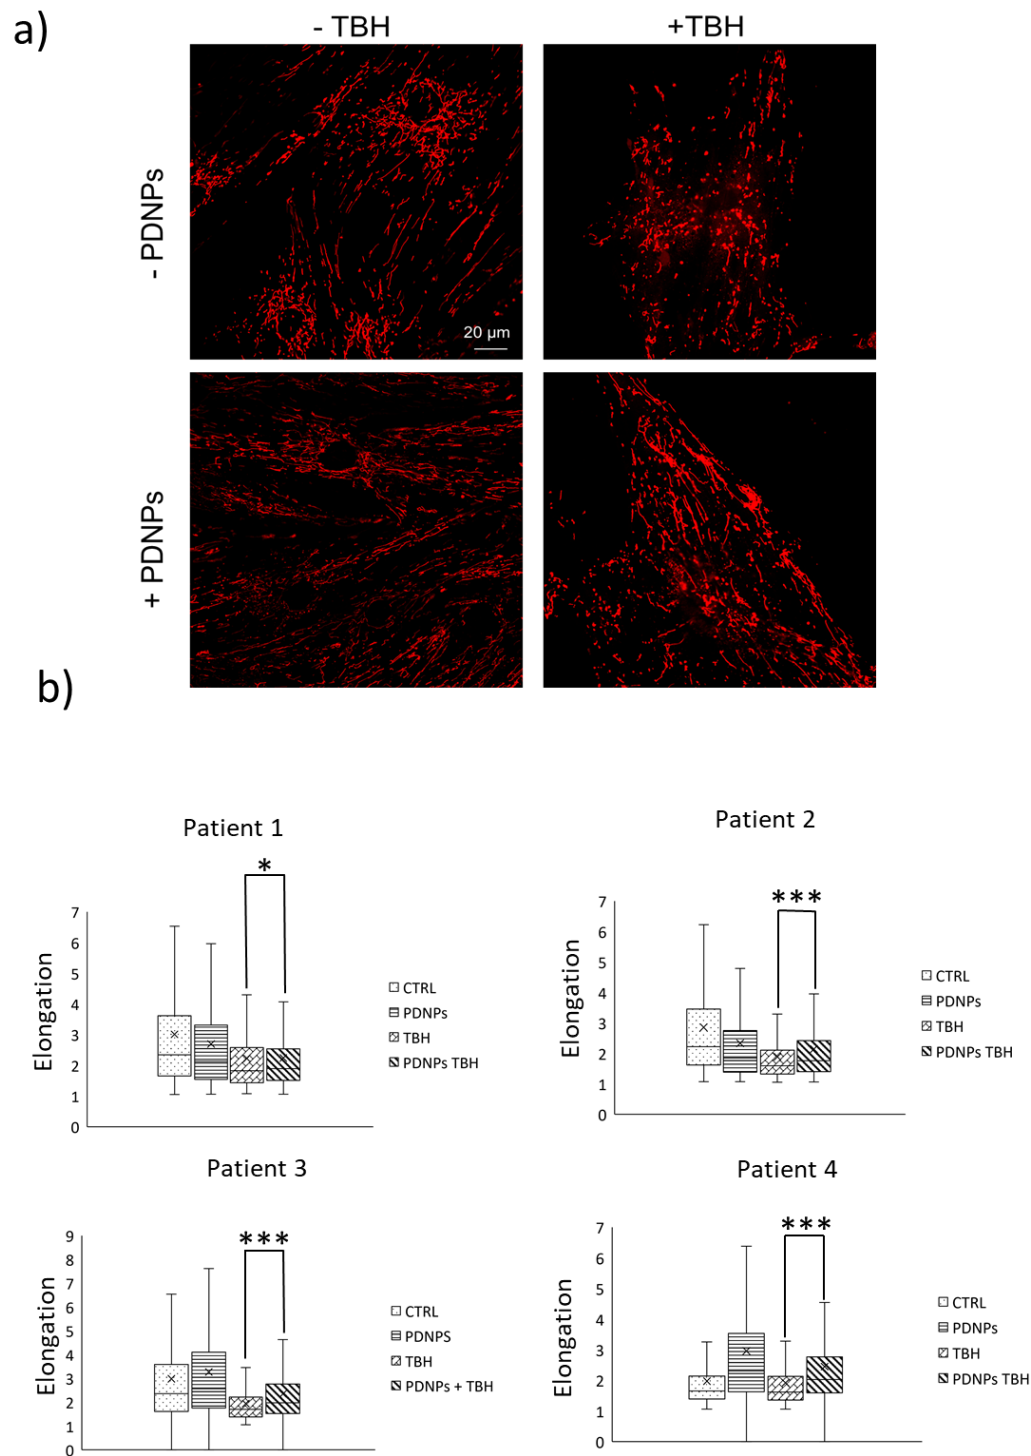 a)
- TBH
+TBH
- PDNPs
20 µm
+ PDNPs
b)
Patient 1
*
Elongation
7
6
5
4
3
2
1
0
CTRL
PDNPs
TBH
PDNPs TBH
Patient 2
***
Elongation
7
6
5
4
3
2
1
0
CTRL
PDNPs
TBH
PDNPs TBH
Patient 3
***
Elongation
9
8
7
6
5
4
3
2
1
0
CTRL
PDNPS
TBH
PDNPs + TBH
Patient 4
***
Elongation
7
6
5
4
3
2
1
0
CTRL
PDNPs
TBH
PDNPs TBH